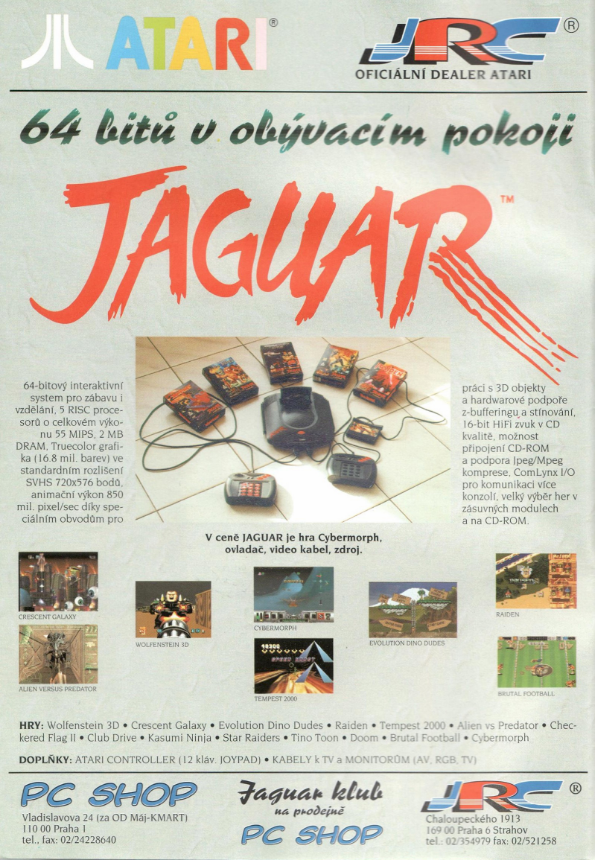 ATARI®
JRC®
OFICIÁLNÍ DEALER ATARI
64 bitů v obývacím pokoji
JAGUAR™
64-bitový interaktivní
systém pro zábavu i
vzdělání, 5 RISC proce-
sorů o celkovém výko-
nu 55 MIPS, 2 MB
DRAM, Truecolor grafi-
ka (16.8 mil. barev) ve
standardním rozlišení
SVHS 720x576 bodů,
animační výkon 850
mil. pixel/sec díky spe-
ciálním obvodům pro
práci s 3D objekty
a hardwarové podpoře
z-bufferingu a stínování,
16-bit HiFi zvuk v CD
kvalitě, možnost
připojení CD-ROM
a podpora Jpeg/Mpeg
komprese, ComLynx I/O
pro komunikaci více
konzolí, velký výběr her v
zásuvných modulech
a na CD-ROM.
V ceně JAGUAR je hra Cybermorph,
ovladač, video kabel, zdroj.
CRESCENT GALAXY
WOLFENSTEIN 3D
CYBERMORPH
EVOLUTION DINO DUDES
RAIDEN
ALIEN VERSUS PREDATOR
TEMPEST 2000
BRUTAL FOOTBALL
HRY: Wolfenstein 3D • Crescent Galaxy • Evolution Dino Dudes • Raiden • Tempest 2000 • Alien vs Predator • Chec-
kered Flag II • Club Drive • Kasumi Ninja • Star Raiders • Tino Toon • Doom • Brutal Football • Cybermorph
DOPLŇKY: ATARI CONTROLLER (12 kláv. JOYPAD) • KABELY k TV a MONITORŮM (AV, RGB, TV)
PC SHOP
Vladislavova 24 (za OD Máj-KMART)
110 00 Praha 1
tel., fax: 02/24228640
Jaguar klub
na prodejně
PC SHOP
JRC®
Chaloupeckého 1913
169 00 Praha 6 Strahov
tel.: 02/354979 fax: 02/521258